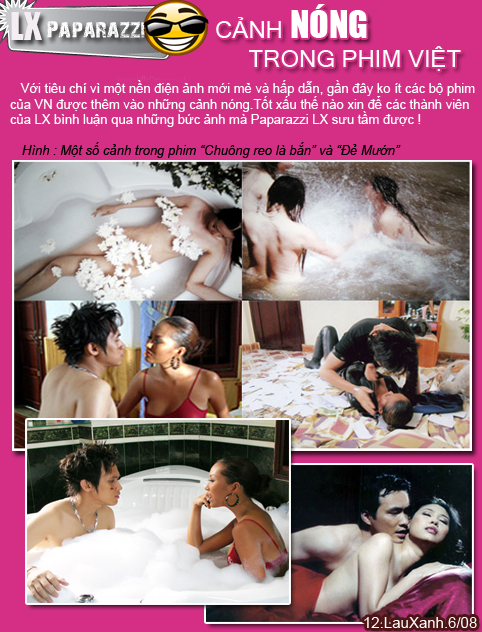 LX PAPARAZZI
CẢNH NÓNG
TRONG PHIM VIỆT
Với tiêu chí vì một nền điện ảnh mới mẻ và hấp dẫn, gần đây ko ít các bộ phim
của VN được thêm vào những cảnh nóng.Tốt xấu thế nào xin để các thành viên
của LX bình luận qua những bức ảnh mà Paparazzi LX sưu tầm được !
Hình : Một số cảnh trong phim “Chuông reo là bắn” và “Đẻ Mướn”
12:LauXanh.6/08